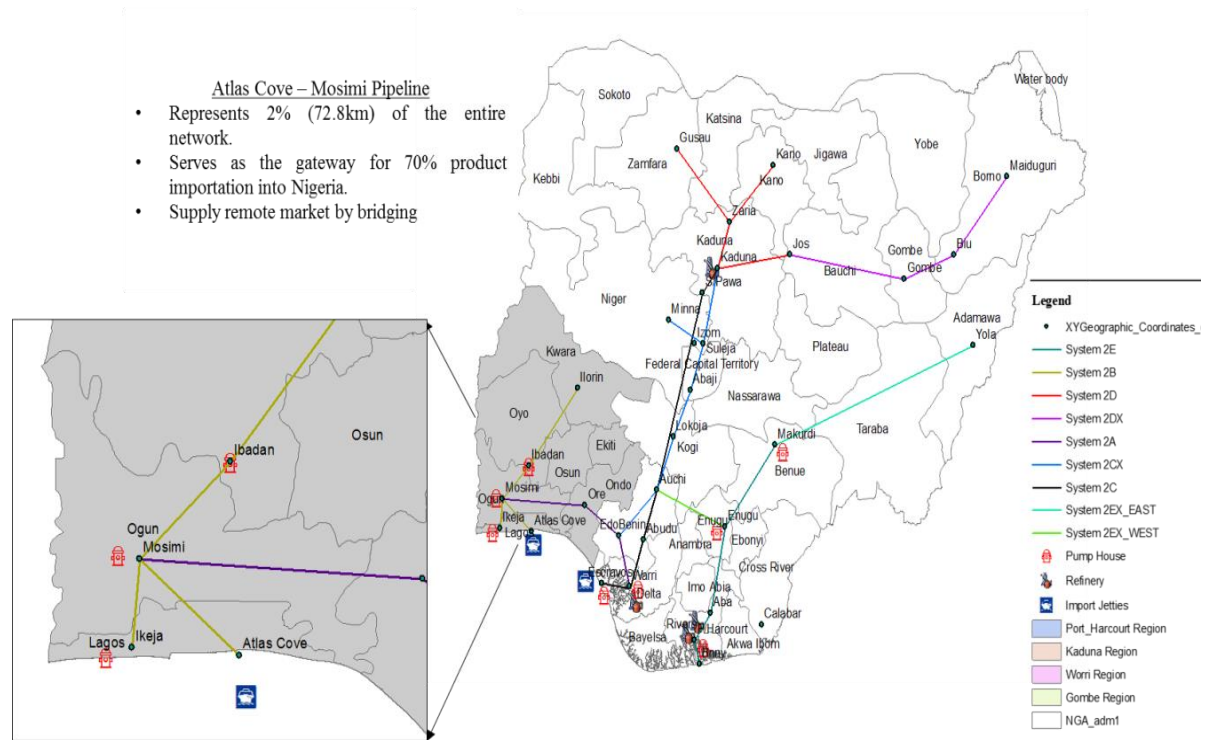 Atlas Cove – Mosimi Pipeline
• Represents 2% (72.8km) of the entire
network.
• Serves as the gateway for 70% product
importation into Nigeria.
• Supply remote market by bridging
Water body
Sokoto
Katsina
Gusau
Zamfara
Kano
Kano
Jigawa
Yobe
Borno
Maiduguri
Kebbi
Zaria
Kaduna
Kaduna
Jos
Bauchi
Gombe
Gombe
Biu
S/Pawa
Niger
Minna
Izom
Suleja
Federal Capital Territory
Abaji
Plateau
Adamawa
Yola
Kwara
Ilorin
Oyo
Nassarawa
Lokoja
Kogi
Makurdi
Benue
Taraba
Ekiti
Ibadan
Osun
Ondo
Auchi
Mosimi
Ogun
Ore
Ikeja
Atlas Cove
Lagos
Edo
Benin
Abudu
Enugu
Enugu
Ebonyi
Anambra
Cross River
Escravos
Warri
Delta
Imo
Abia
Aba
Calabar
Bayelsa
Rivers
P/Harcourt
Akwa Ibom
Bony
Ibadan
Osun
Ogun
Mosimi
Lagos
Ikeja
Atlas Cove
Legend
XYGeographic_Coordinates_
System 2E
System 2B
System 2D
System 2DX
System 2A
System 2CX
System 2C
System 2EX_EAST
System 2EX_WEST
Pump House
Refinery
Import Jetties
Port_Harcourt Region
Kaduna Region
Worri Region
Gombe Region
NGA_adm1